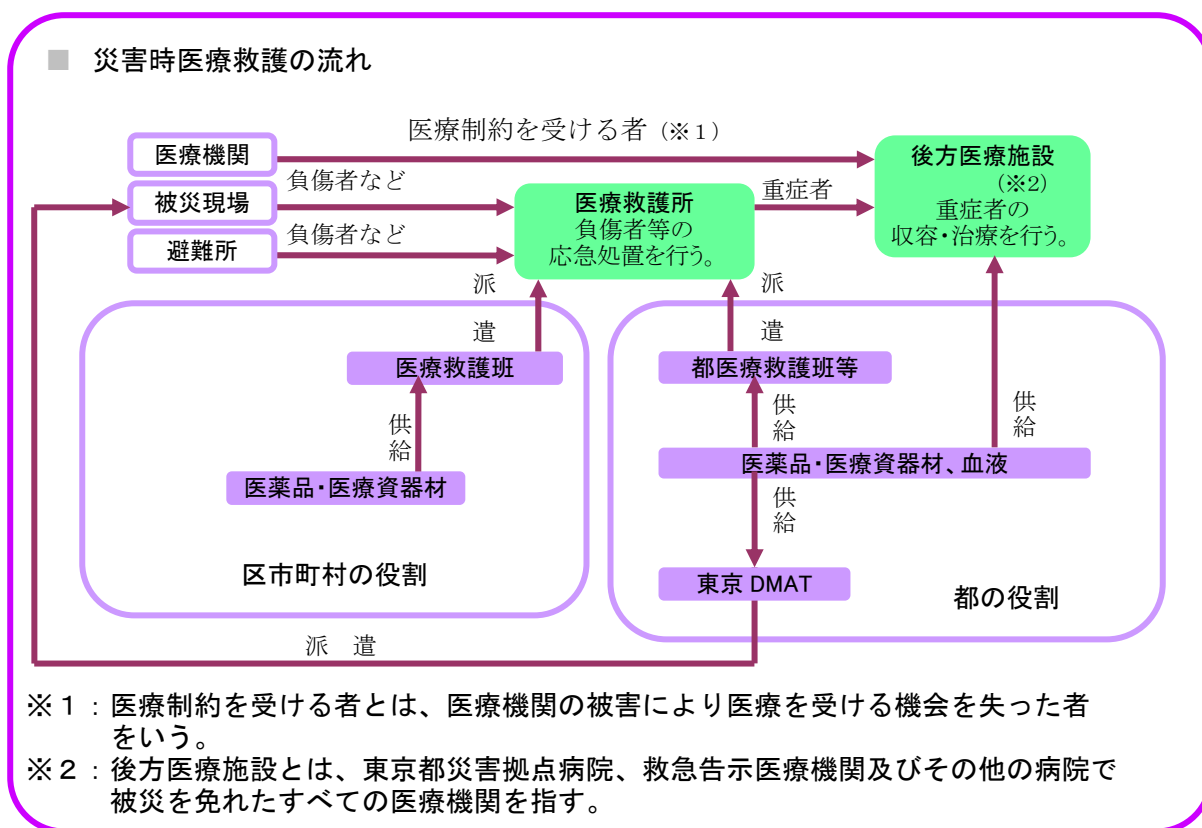 ■ 災害時医療救護の流れ
医療制約を受ける者（※１）
医療機関
後方医療施設
（※2）
重症者の
収容・治療を行う。
負傷者など
被災現場
医療救護所
負傷者等の
応急処置を行う。
重症者
負傷者など
避難所
派遣
派遣
医療救護班
都医療救護班等
供給
供給
供給
医薬品・医療資器材
医薬品・医療資器材、血液
供給
区市町村の役割
東京 DMAT
都の役割
派　遣
※１：医療制約を受ける者とは、医療機関の被害により医療を受ける機会を失った者
をいう。
※２：後方医療施設とは、東京都災害拠点病院、救急告示医療機関及びその他の病院で
被災を免れたすべての医療機関を指す。